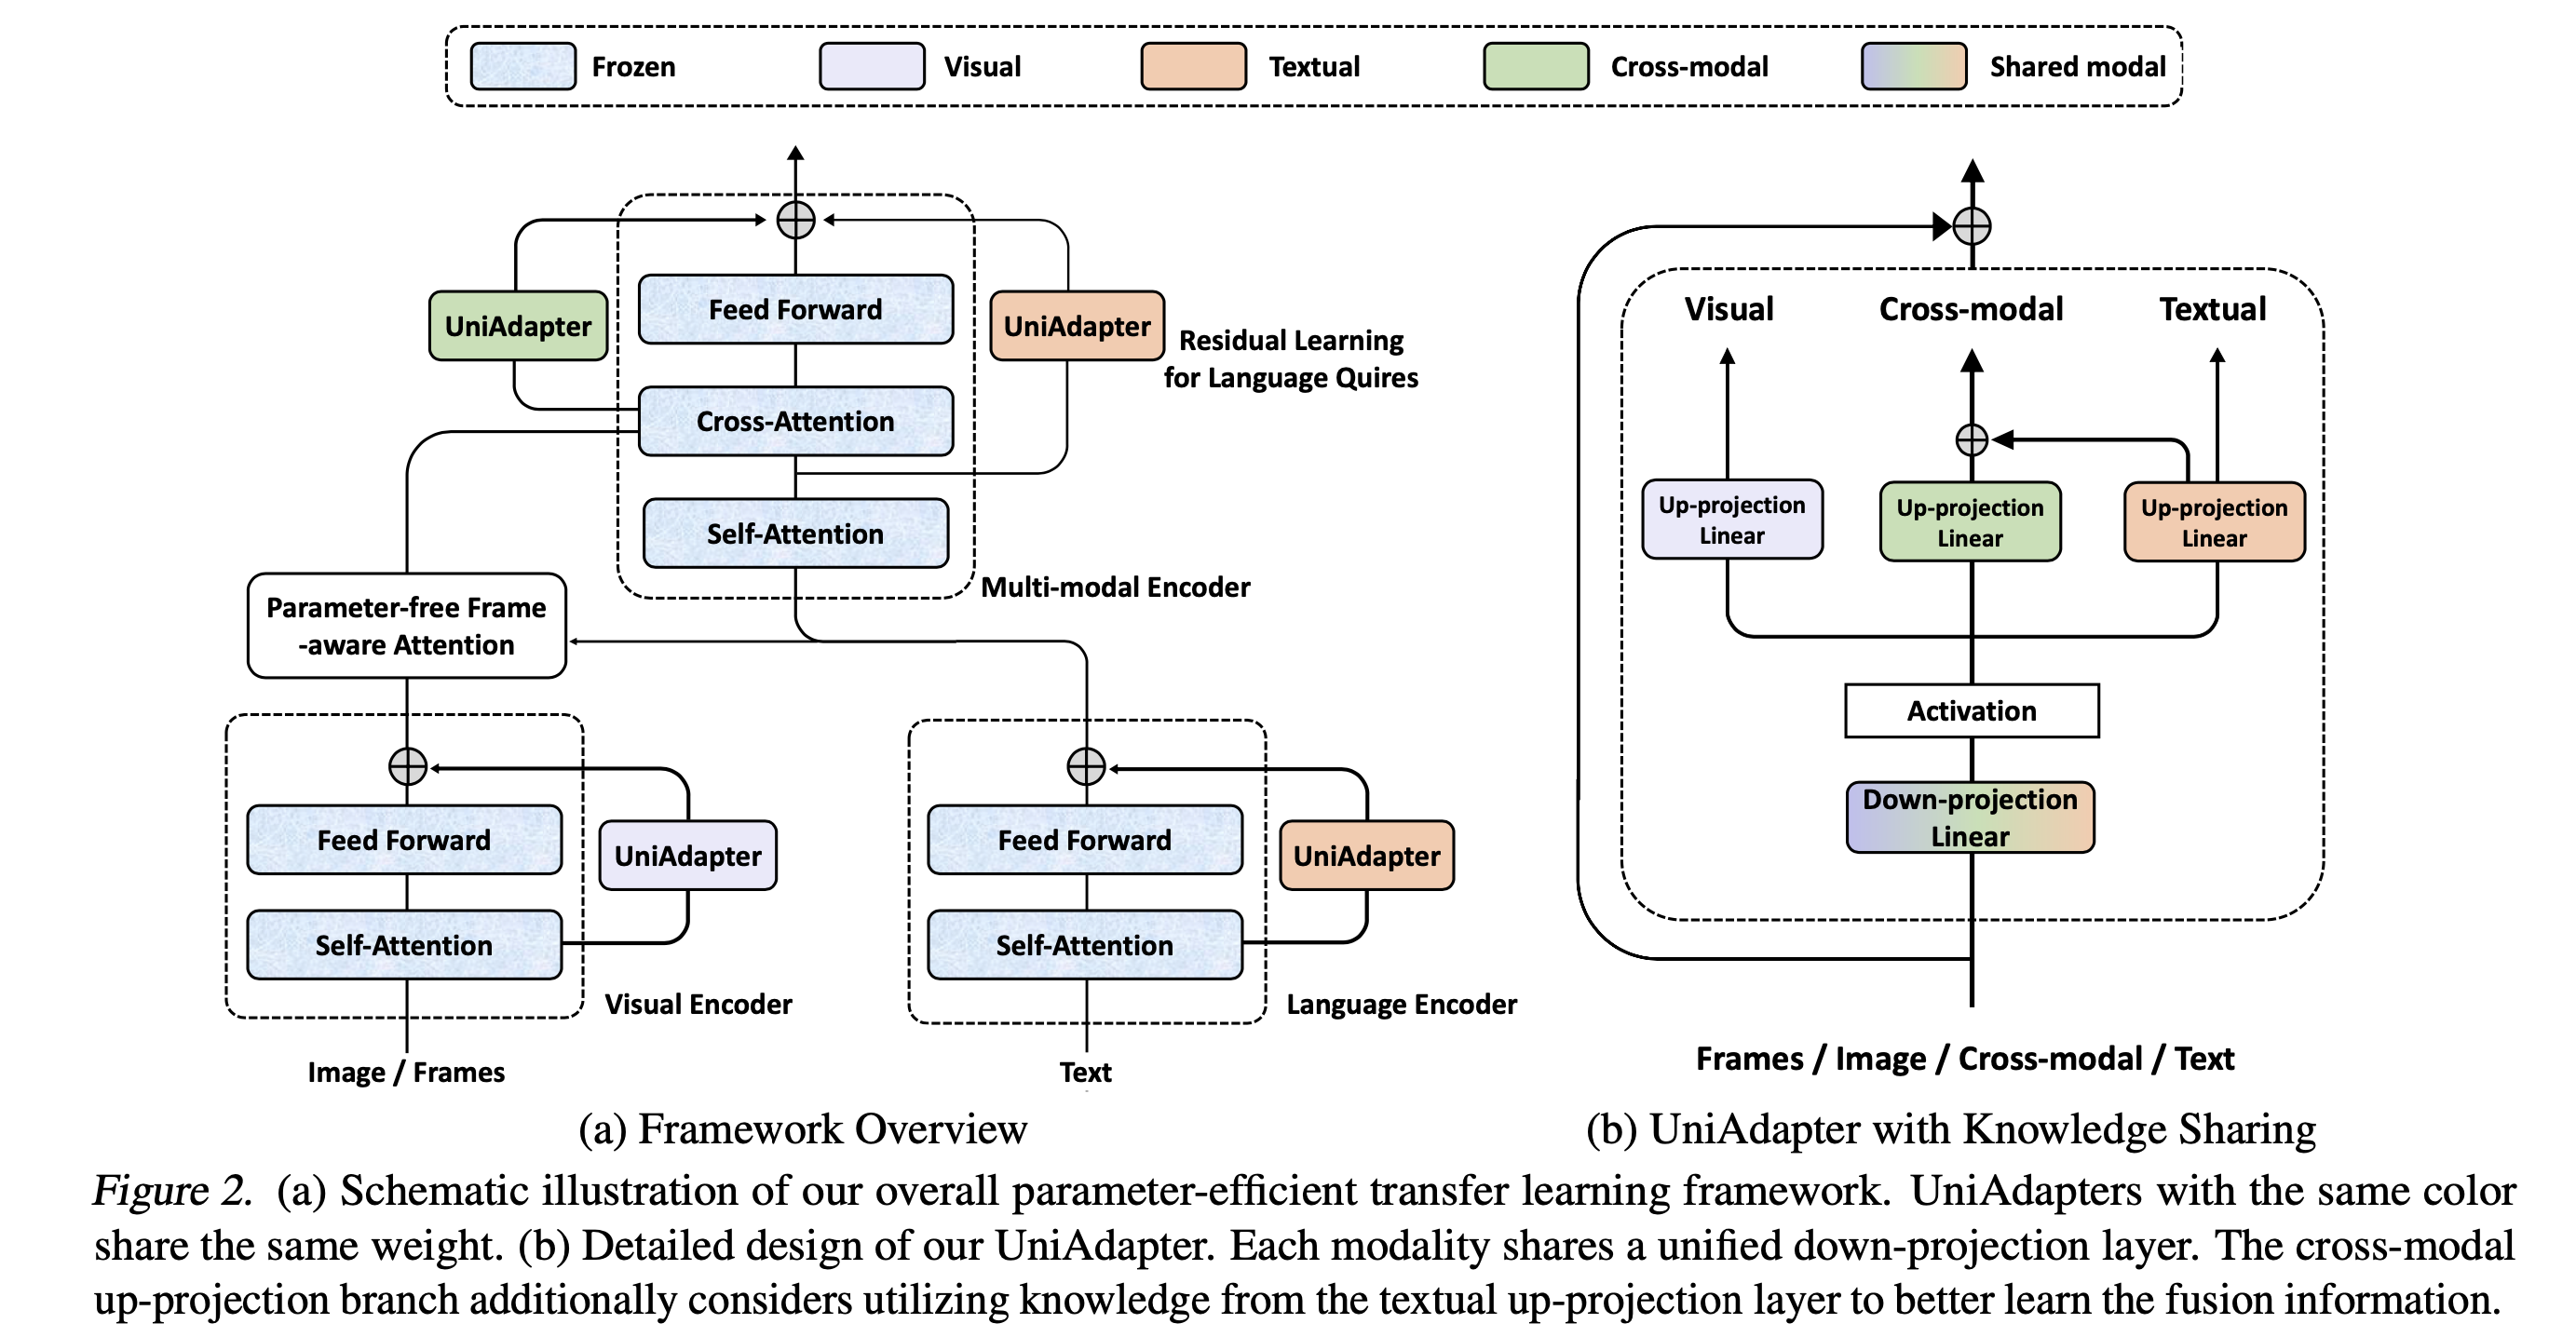 Frozen
Visual
Textual
Cross-modal
Shared modal
UniAdapter
Feed Forward
UniAdapter
Residual Learning
for Language Quires
Cross-Attention
Self-Attention
Multi-modal Encoder
Parameter-free Frame
-aware Attention
Feed Forward
UniAdapter
Self-Attention
Visual Encoder
Image / Frames
Feed Forward
UniAdapter
Self-Attention
Language Encoder
Text
(a) Framework Overview
Visual
Cross-modal
Textual
Up-projection
Linear
Up-projection
Linear
Up-projection
Linear
Activation
Down-projection
Linear
Frames / Image / Cross-modal / Text
(b) UniAdapter with Knowledge Sharing
Figure 2. (a) Schematic illustration of our overall parameter-efficient transfer learning framework. UniAdapters with the same color
share the same weight. (b) Detailed design of our UniAdapter. Each modality shares a unified down-projection layer. The cross-modal
up-projection branch additionally considers utilizing knowledge from the textual up-projection layer to better learn the fusion information.